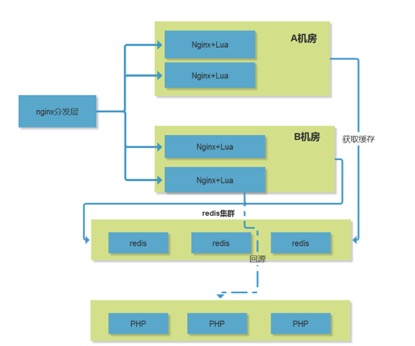 A机房
Nginx+Lua
Nginx+Lua
nginx分发层
B机房
Nginx+Lua
Nginx+Lua
获取缓存
redis集群
redis
redis
redis
回源
PHP
PHP
PHP